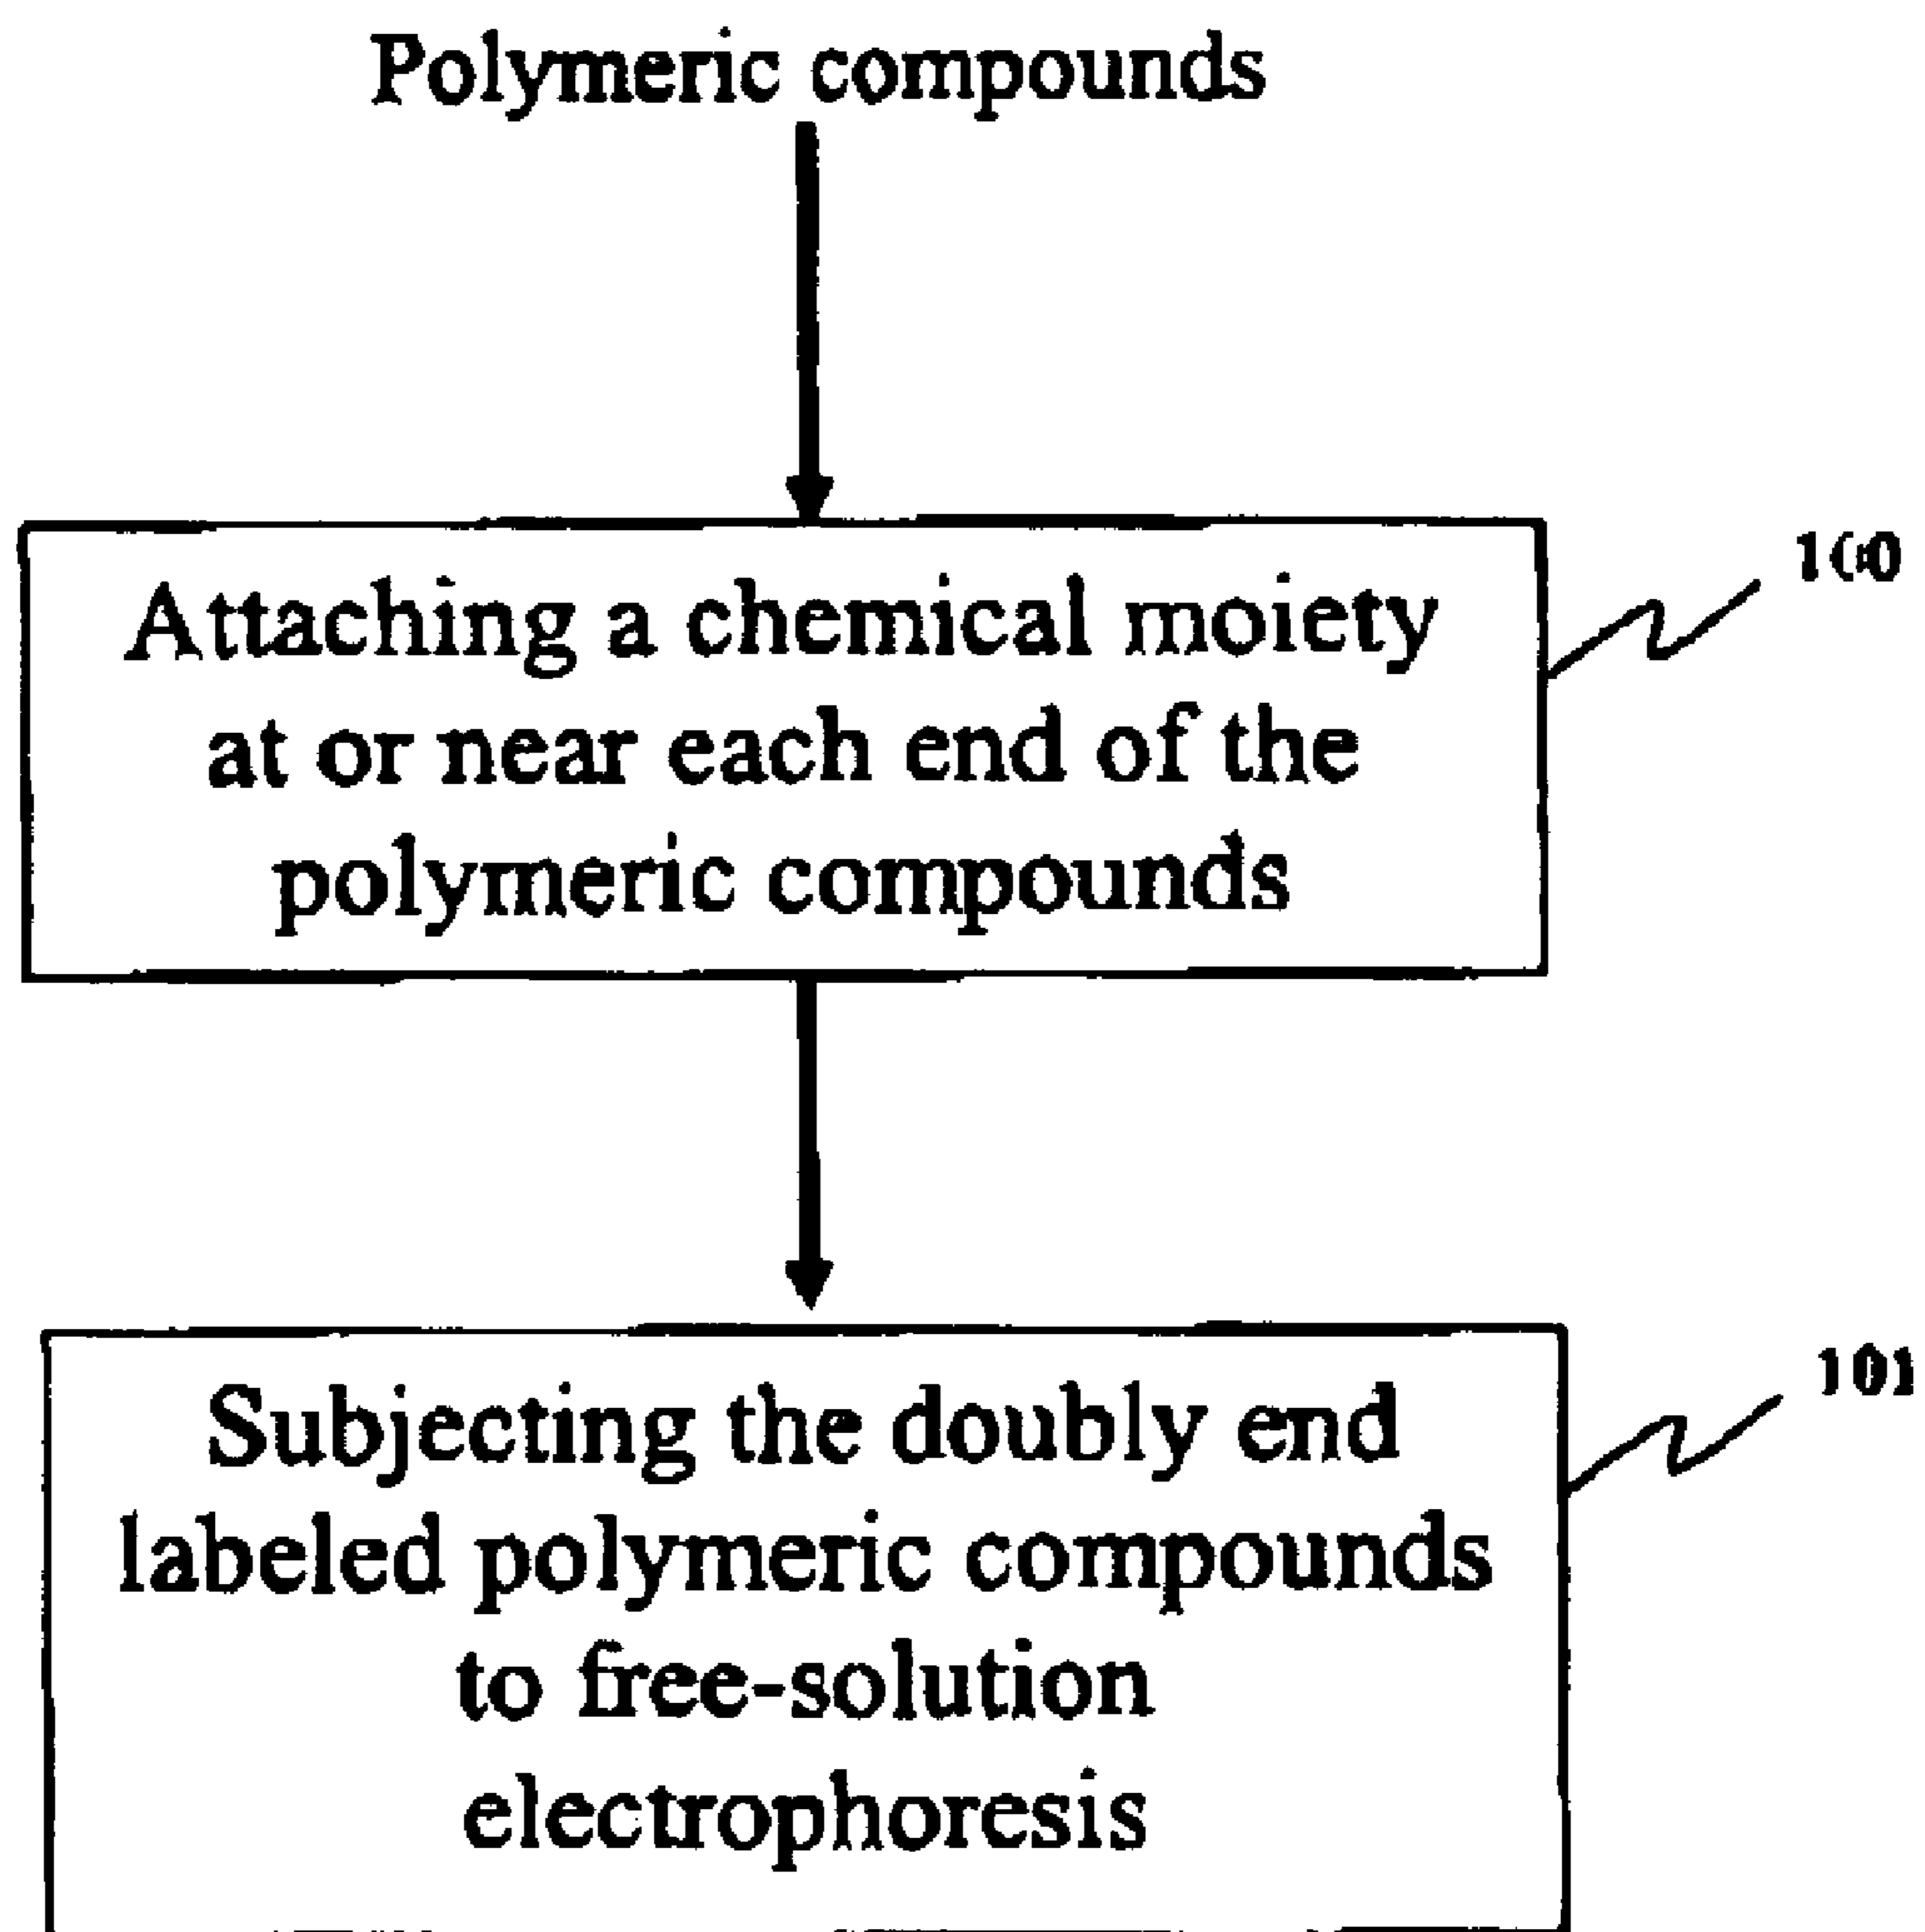 Polymeric compounds
100
Attaching a chemical moiety
at or near each end of the
polymeric compounds
101
Subjecting the doubly end
labeled polymeric compounds
to free-solution
electrophoresis